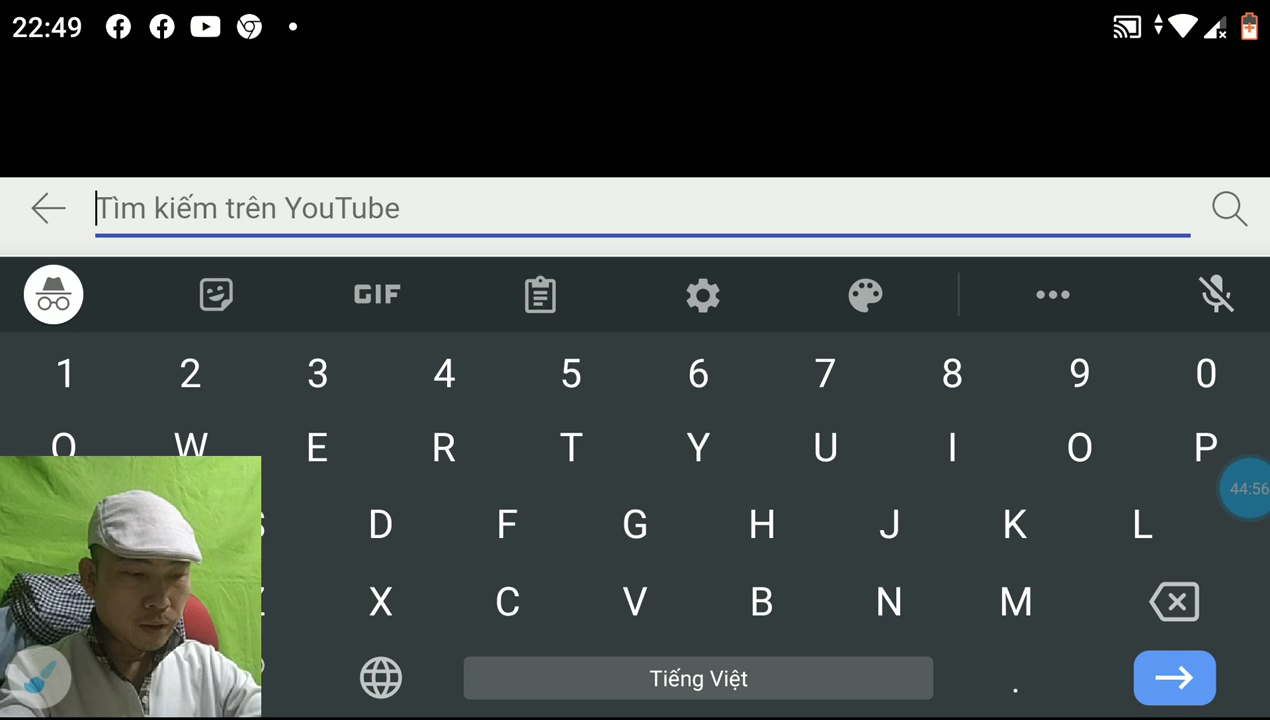 22:49
Tìm kiếm trên YouTube
GIF
1 2 3 4 5 6 7 8 9 0
Q W E R T Y U I O P
44:56
D F G H J K L
X C V B N M
Tiếng Việt .